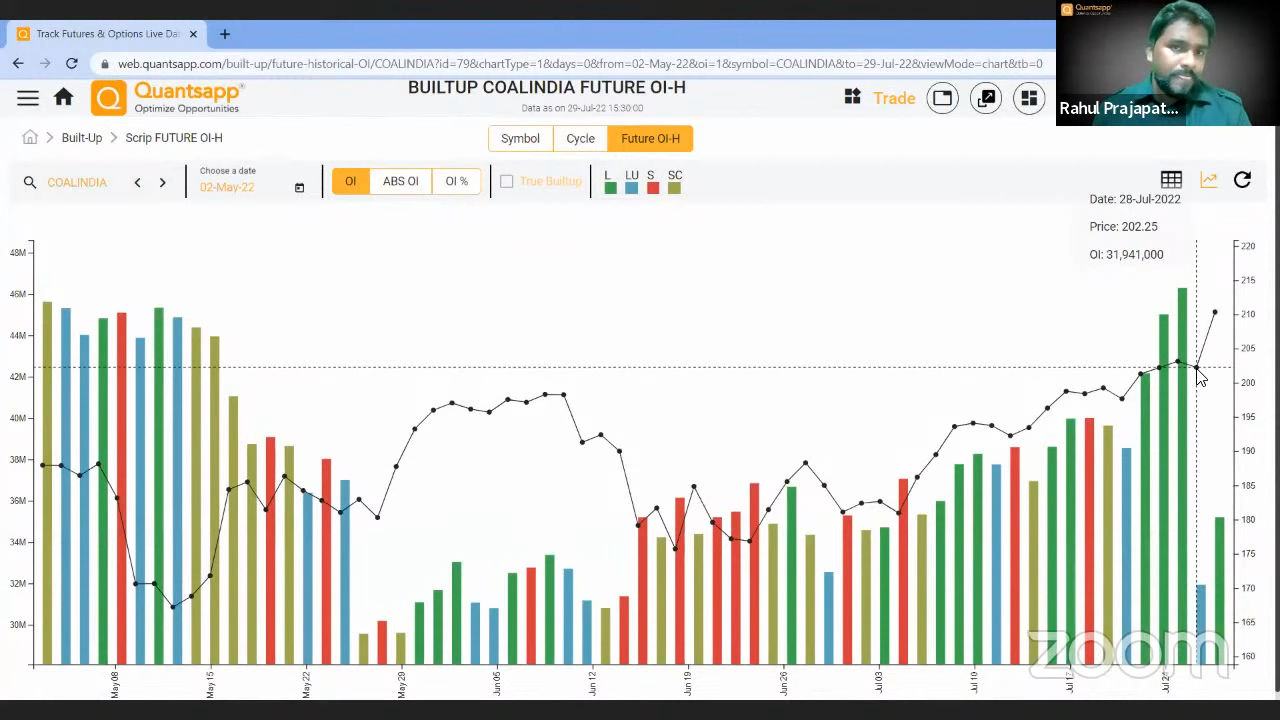 Track Futures & Options Live Da
web.quantsapp.com/built-up/future-historical-OI/COALINDIA?id=79&chartType=1&days=0&from=02-May-22&oi=1&symbol=COALINDIA&to=29-Jul-22&viewMode=chart&tb=0
Quantsapp
Rahul Prajapat...
Quantsapp
Optimize Opportunities
BUILTUP COALINDIA FUTURE OI-H
Data as on 29-Jul-22 15:30:00
Trade
Built-Up
Scrip FUTURE OI-H
Symbol
Cycle
Future OI-H
COALINDIA
Choose a date
02-May-22
OI
ABS OI
OI %
True Builtup
L
LU
S
SC
Date: 28-Jul-2022
Price: 202.25
OI: 31,941,000
48M
46M
44M
42M
40M
38M
36M
34M
32M
30M
220
215
210
205
200
195
190
185
180
175
170
165
160
May 08
May 15
May 22
May 29
Jun 05
Jun 12
Jun 19
Jun 26
Jul 03
Jul 10
Jul 17
Jul 24
zoom